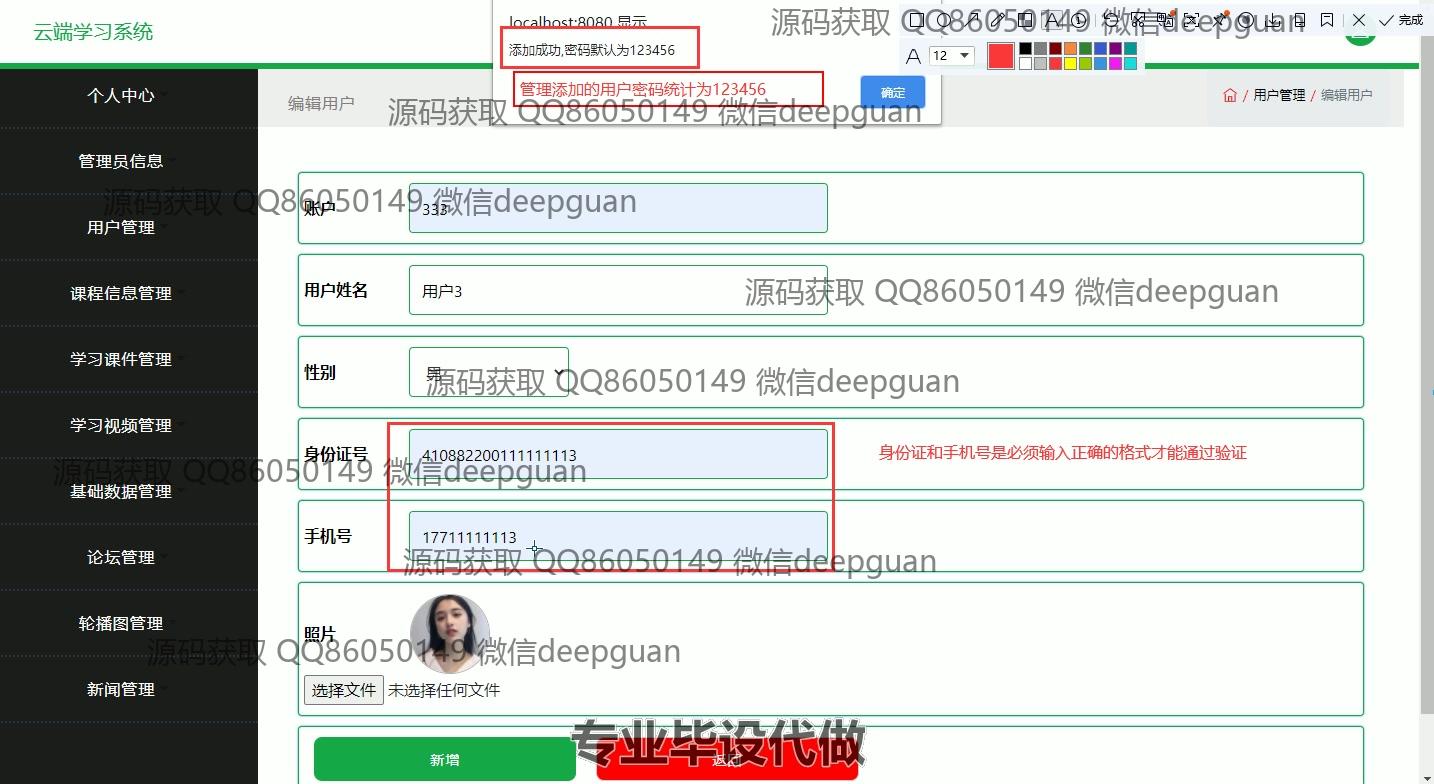 云端学习系统
localhost:8080 显示
添加成功,密码默认为123456
管理添加的用户密码统计为123456
确定
完成
A 12
源码获取 QQ86050149 微信deepguan
编辑用户
源码获取 QQ86050149 微信deepguan
/ 用户管理 / 编辑用户
个人中心
管理员信息
用户管理
课程信息管理
学习课件管理
学习视频管理
基础数据管理
论坛管理
轮播图管理
新闻管理
源码获取 QQ86050149 微信deepguan
账户 333
用户姓名 用户3
源码获取 QQ86050149 微信deepguan
性别 男
源码获取 QQ86050149 微信deepguan
身份证号 410882200111111113
身份证和手机号是必须输入正确的格式才能通过验证
源码获取 QQ86050149 微信deepguan
手机号 17711111113
源码获取 QQ86050149 微信deepguan
照片
源码获取 QQ86050149 微信deepguan
选择文件 未选择任何文件
专业毕设代做
新增 返回